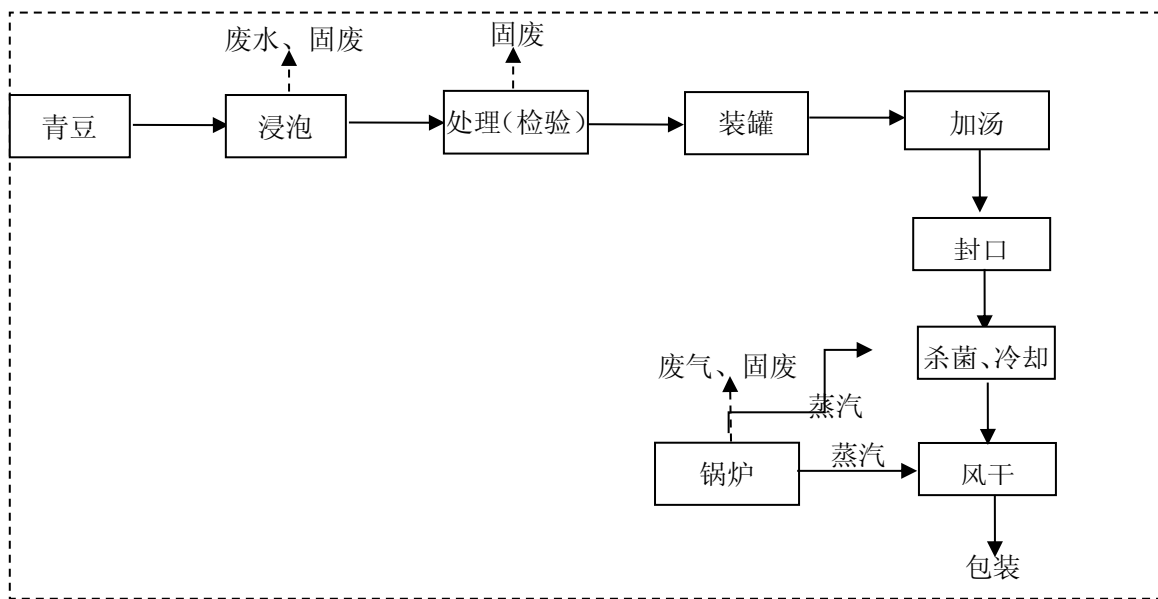 废水、固废
固废
青豆
浸泡
处理（检验）
装罐
加汤
封口
杀菌、冷却
废气、固废
蒸汽
蒸汽
锅炉
风干
包装